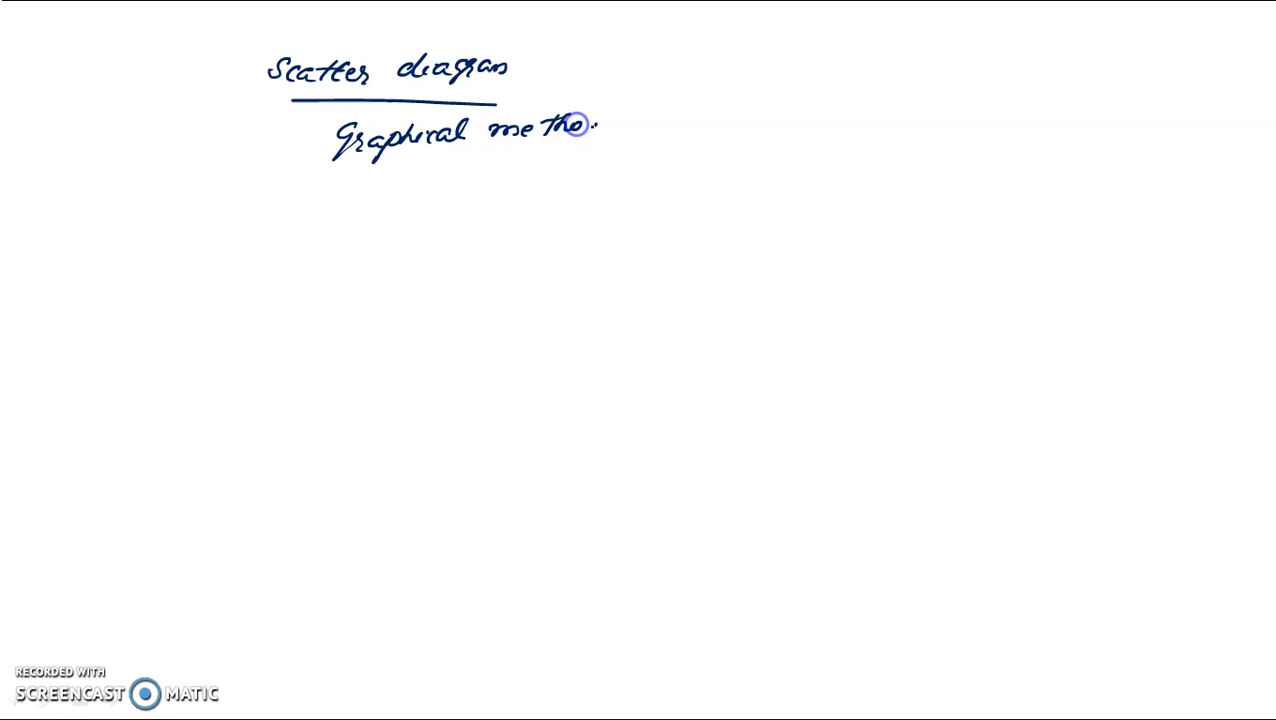 Scatter diagram
Graphical metho
RECORDED WITH
SCREENCAST MATIC